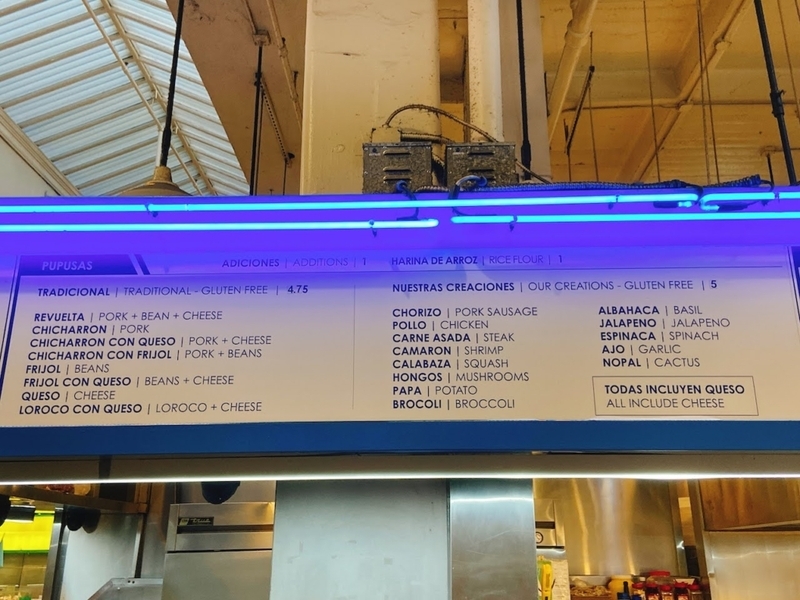 PUPUSAS
ADICIONES | ADDITIONS | 1
HARINA DE ARROZ | RICE FLOUR | 1
TRADICIONAL | TRADITIONAL - GLUTEN FREE | 4.75
REVUELTA | PORK + BEAN + CHEESE
CHICHARRON | PORK
CHICHARRON CON QUESO | PORK + CHEESE
CHICHARRON CON FRIJOL | PORK + BEANS
FRIJOL | BEANS
FRIJOL CON QUESO | BEANS + CHEESE
QUESO | CHEESE
LOROCO CON QUESO | LOROCO + CHEESE
NUESTRAS CREACIONES | OUR CREATIONS - GLUTEN FREE | 5
CHORIZO | PORK SAUSAGE
POLLO | CHICKEN
CARNE ASADA | STEAK
CAMARON | SHRIMP
CALABAZA | SQUASH
HONGOS | MUSHROOMS
PAPA | POTATO
BROCOLI | BROCCOLI
ALBAHACA | BASIL
JALAPENO | JALAPENO
ESPINACA | SPINACH
AJO | GARLIC
NOPAL | CACTUS
TODAS INCLUYEN QUESO
ALL INCLUDE CHEESE